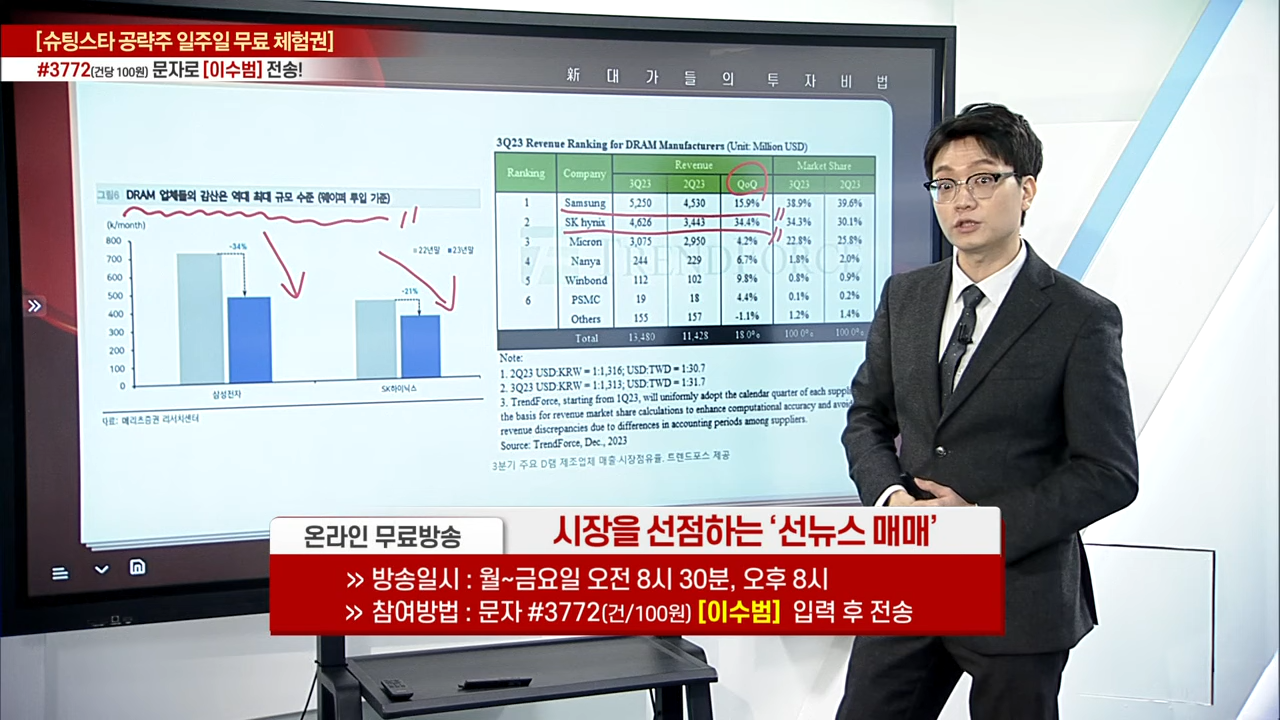 [슈팅스타 공략주 일주일 무료 체험권]
#3772(건당 100원) 문자로 [이수범] 전송!
新 대 가 들 의 투 자 비 법
그림6 DRAM 업체들의 감산은 역대 최대 규모 수준 (웨이퍼 투입 기준)
(k/month)
22년말 23년말
800
700
600
500
400
300
200
100
0
-34%
-21%
삼성전자 SK하이닉스
자료: 메리츠증권 리서치센터
3Q23 Revenue Ranking for DRAM Manufacturers (Unit: Million USD)
Ranking Company Revenue Market Share
3Q23 2Q23 QoQ 3Q23 2Q23
1 Samsung 5,250 4,530 15.9% 38.9% 39.6%
2 SK hynix 4,626 3,443 34.4% 34.3% 30.1%
3 Micron 3,075 2,950 4.2% 22.8% 25.8%
4 Nanya 244 229 6.7% 1.8% 2.0%
5 Winbond 112 102 9.8% 0.8% 0.9%
6 PSMC 19 18 4.4% 0.1% 0.2%
Others 155 157 -1.1% 1.2% 1.4%
Total 13,480 11,428 18.0% 100.0% 100.0%
TRENDFORC
Note:
1. 2Q23 USD:KRW = 1:1,316; USD:TWD = 1:30.7
2. 3Q23 USD:KRW = 1:1,313; USD:TWD = 1:31.7
3. TrendForce, starting from 1Q23, will uniformly adopt the calendar quarter of each suppli
the basis for revenue market share calculations to enhance computational accuracy and avoid
revenue discrepancies due to differences in accounting periods among suppliers.
Source: TrendForce, Dec., 2023
3분기 주요 D램 제조업체 매출·시장점유율. 트렌드포스 제공
온라인 무료방송
시장을 선점하는 ‘선뉴스 매매’
>> 방송일시 : 월~금요일 오전 8시 30분, 오후 8시
>> 참여방법 : 문자 #3772(건/100원) [이수범] 입력 후 전송